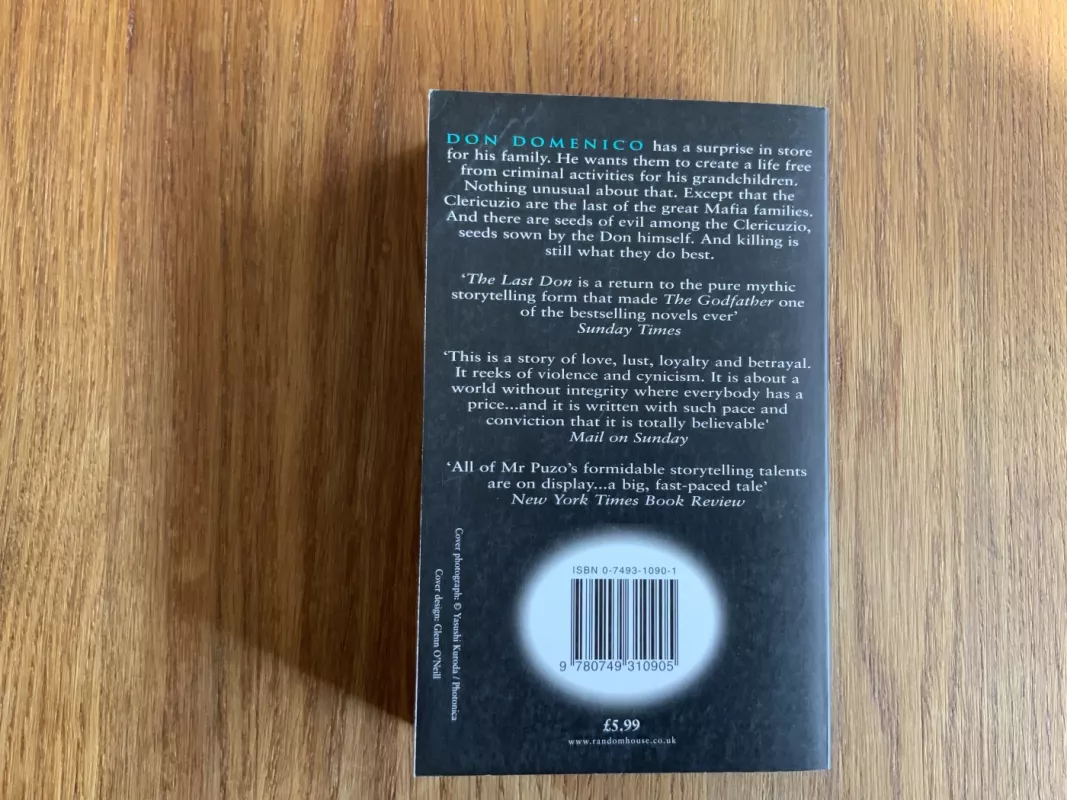 DON DOMENICO has a surprise in store
for his family. He wants them to create a life free
from criminal activities for his grandchildren.
Nothing unusual about that. Except that the
Clericuzio are the last of the great Mafia families.
And there are seeds of evil among the Clericuzio,
seeds sown by the Don himself. And killing is
still what they do best.
‘The Last Don is a return to the pure mythic
storytelling form that made The Godfather one
of the bestselling novels ever’
Sunday Times
‘This is a story of love, lust, loyalty and betrayal.
It reeks of violence and cynicism. It is about a
world without integrity where everybody has a
price...and it is written with such pace and
conviction that it is totally believable'
Mail on Sunday
‘All of Mr Puzo’s formidable storytelling talents
are on display...a big, fast-paced tale’
New York Times Book Review
Cover photograph: © Yasushi Kuroda / Photonica
Cover design: Glenn O’Neill
ISBN 0-7493-1090-1
9 780749 310905
£5.99
www.randomhouse.co.uk